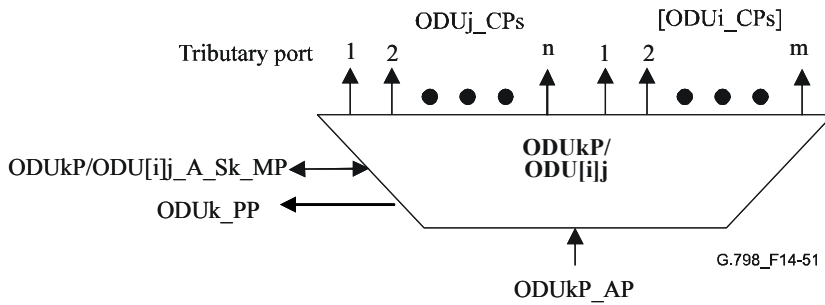 ODUj_CPs [ODUi_CPs]
Tributary port 1 2 n 1 2 m
ODUkP/
ODU[i]j
ODUkP/ODU[i]j_A_Sk_MP
ODUk_PP
G.798_F14-51
ODUkP_AP